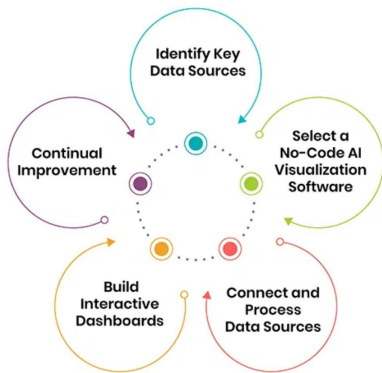 Identify Key
Data Sources
Select a
No-Code AI
Visualization
Software
Connect and
Process
Data Sources
Build
Interactive
Dashboards
Continual
Improvement